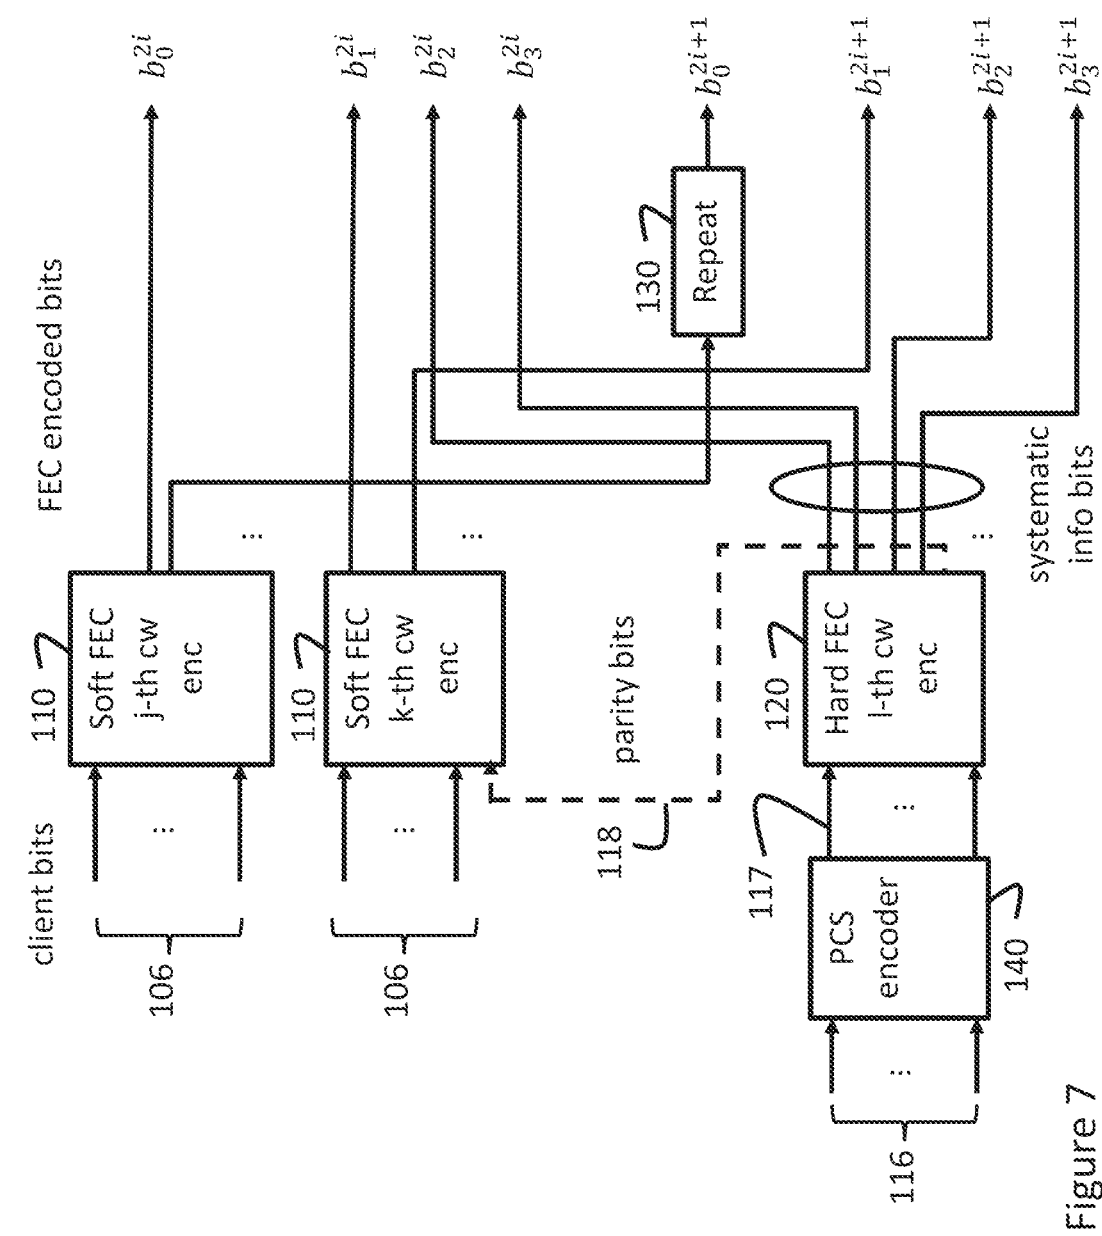 client bits
FEC encoded bits
106
110
Soft FEC
j-th cw
enc
⋮
b_0^{2i}
106
110
Soft FEC
k-th cw
enc
⋮
b_1^{2i}
b_2^{2i}
b_3^{2i}
118
parity bits
130
Repeat
b_0^{2i+1}
116
PCS
encoder
140
117
120
Hard FEC
l-th cw
enc
b_1^{2i+1}
b_2^{2i+1}
b_3^{2i+1}
systematic
info bits
Figure 7